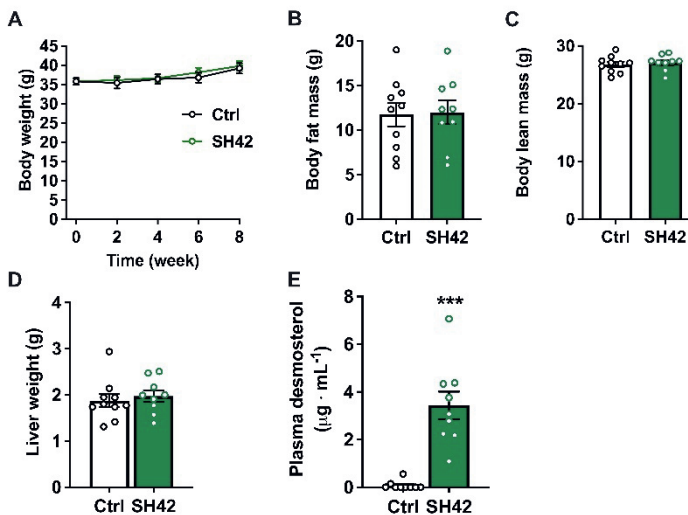 A
Body weight (g)
45
40
35
30
25
20
15
10
5
0
Ctrl
SH42
0 2 4 6 8
Time (week)
B
Body fat mass (g)
20
15
10
5
0
Ctrl SH42
C
Body lean mass (g)
30
20
10
0
Ctrl SH42
D
Liver weight (g)
4
3
2
1
0
Ctrl SH42
E
Plasma desmosterol
(µg · mL⁻¹)
8
6
4
2
0
***
Ctrl SH42